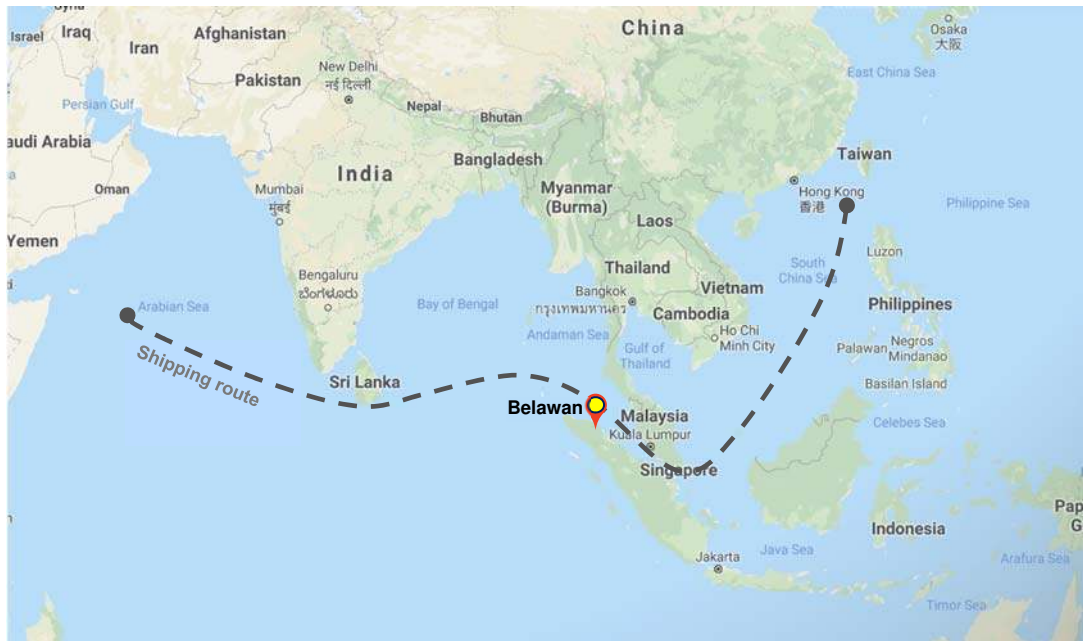 Syria
Israel
Iraq
Iran
Afghanistan
Pakistan
New Delhi
नई दिल्ली
Nepal
Bhutan
China
Osaka
大阪
East China Sea
Persian Gulf
audi Arabia
Oman
Yemen
Mumbai
मुंबई
India
Bangladesh
Myanmar
(Burma)
Laos
Taiwan
Hong Kong
香港
Philippine Sea
Luzon
South
China Sea
Thailand
Vietnam
Bengaluru
ಬೆಂಗಳೂರು
Bay of Bengal
Bangkok
กรุงเทพมหานคร
Cambodia
Philippines
Arabian Sea
Andaman Sea
Ho Chi
Minh City
Gulf of
Thailand
Palawan
Negros
Mindanao
Shipping route
Sri Lanka
Basilan Island
Belawan
Malaysia
Kuala Lumpur
Celebes Sea
Singapore
Pap
G
Indonesia
Jakarta
Java Sea
Arafura Sea
Timor Sea